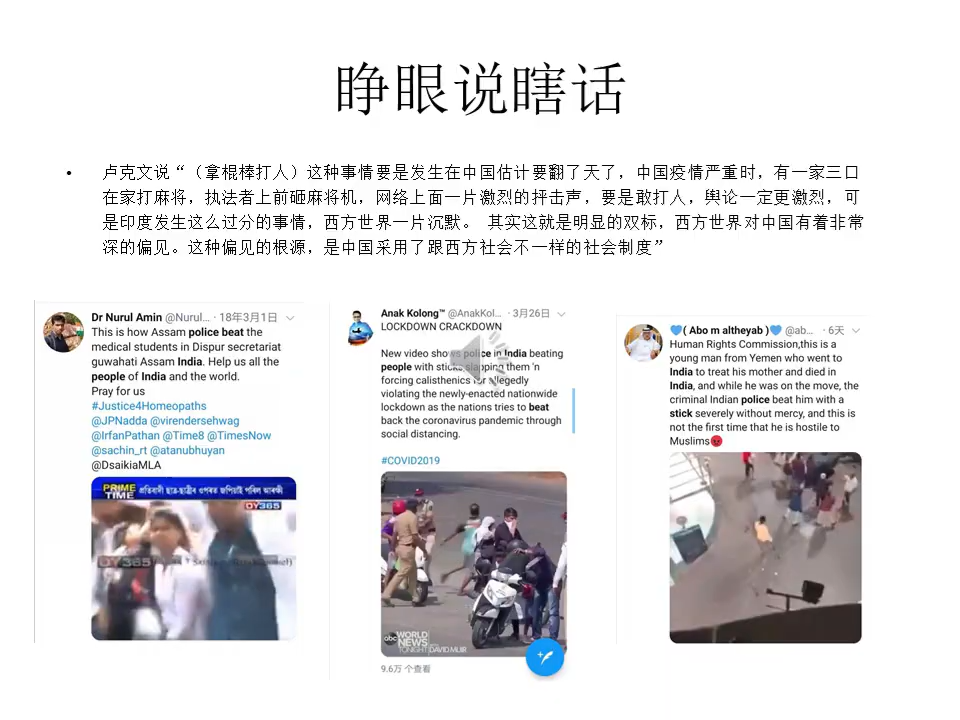 睁眼说瞎话
• 卢克文说“（拿棍棒打人）这种事情要是发生在中国估计要翻了天了，中国疫情严重时，有一家三口
在家打麻将，执法者上前砸麻将机，网络上面一片激烈的抨击声，要是敢打人，舆论一定更激烈，可
是印度发生这么过分的事情，西方世界一片沉默。 其实这就是明显的双标，西方世界对中国有着非常
深的偏见。这种偏见的根源，是中国采用了跟西方社会不一样的社会制度”
Dr Nurul Amin @Nurul... · 18年3月1日
This is how Assam police beat the
medical students in Dispur secretariat
guwahati Assam India. Help us all the
people of India and the world.
Pray for us
#Justice4Homeopaths
@JPNadda @virendersehwag
@IrfanPathan @Time8 @TimesNow
@sachin_rt @atanubhuyan
@DsaikiaMLA
PRIME
TIME
প্ৰতিবাদী ছাত্ৰ-ছাত্ৰীৰ ওপৰত জপিয়াই পৰিল আৰক্ষী
DY365
DY365
Anak Kolong™ @AnakKol... · 3月26日
LOCKDOWN CRACKDOWN
New video shows police in India beating
people with sticks, slapping them 'n
forcing calisthenics for allegedly
violating the newly-enacted nationwide
lockdown as the nations tries to beat
back the coronavirus pandemic through
social distancing.
#COVID2019
abc WORLD
NEWS
TONIGHT DAVID MUIR
9.6万 个查看
💙( Abo m altheyab )💙 @ab... · 6天
Human Rights Commission,this is a
young man from Yemen who went to
India to treat his mother and died in
India, and while he was on the move, the
criminal Indian police beat him with a
stick severely without mercy, and this is
not the first time that he is hostile to
Muslims😡